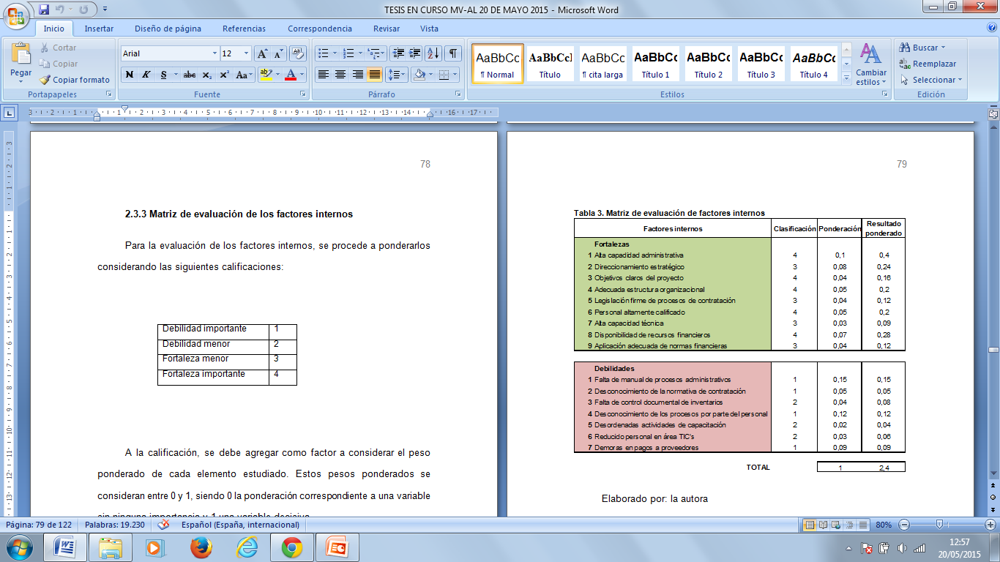 TESIS EN CURSO MV-AL 20 DE MAYO 2015 - Microsoft Word
Inicio Insertar Diseño de página Referencias Correspondencia Revisar Vista
Pegar
Cortar
Copiar
Copiar formato
Portapapeles
Arial 12
N K S abc x₂ x² Aa
Fuente
Párrafo
AaBbCc AaBbCcI AaBbCc AaBbCc AaBbCc AaBbCc AaBbCc
¶ Normal Título ¶ cita larga Título 1 Título 2 Título 3 Título 4
Cambiar estilos
Estilos
Buscar
Reemplazar
Seleccionar
Edición
78
2.3.3 Matriz de evaluación de los factores internos
Para la evaluación de los factores internos, se procede a ponderarlos
considerando las siguientes calificaciones:
Debilidad importante 1
Debilidad menor 2
Fortaleza menor 3
Fortaleza importante 4
A la calificación, se debe agregar como factor a considerar el peso
ponderado de cada elemento estudiado. Estos pesos ponderados se
consideran entre 0 y 1, siendo 0 la ponderación correspondiente a una variable
sin ninguna importancia y 1 una variable decisiva
79
Tabla 3. Matriz de evaluación de factores internos
Factores internos Clasificación Ponderación Resultado ponderado
Fortalezas
1 Alta capadidad administrativa 4 0,1 0,4
2 Direccionamiento estratégico 3 0,08 0,24
3 Objetivos claros del proyecto 4 0,04 0,16
4 Adecuada estructura organizacional 4 0,05 0,2
5 Legislación firme de procesos de contratación 3 0,04 0,12
6 Personal altamente calificado 4 0,05 0,2
7 Alta capacidad técnica 3 0,03 0,09
8 Disponibilidad de recursos financieros 4 0,07 0,28
9 Aplicación adecuada de normas financieras 3 0,04 0,12
Debilidades
1 Falta de manual de procesos administrativos 1 0,15 0,15
2 Desconocimiento de la normativa de contratación 1 0,05 0,05
3 Falta de control documental de inventarios 2 0,04 0,08
4 Desconocimiento de los procesos por parte del personal 1 0,12 0,12
5 Desordenadas actividades de capacitación 2 0,02 0,04
6 Reducido personal en área TIC's 2 0,03 0,06
7 Demoras en pagos a proveedores 1 0,09 0,09
TOTAL 1 2,4
Elaborado por: la autora
Página: 79 de 122 Palabras: 19.230 Español (España, internacional) 80%
12:57
20/05/2015